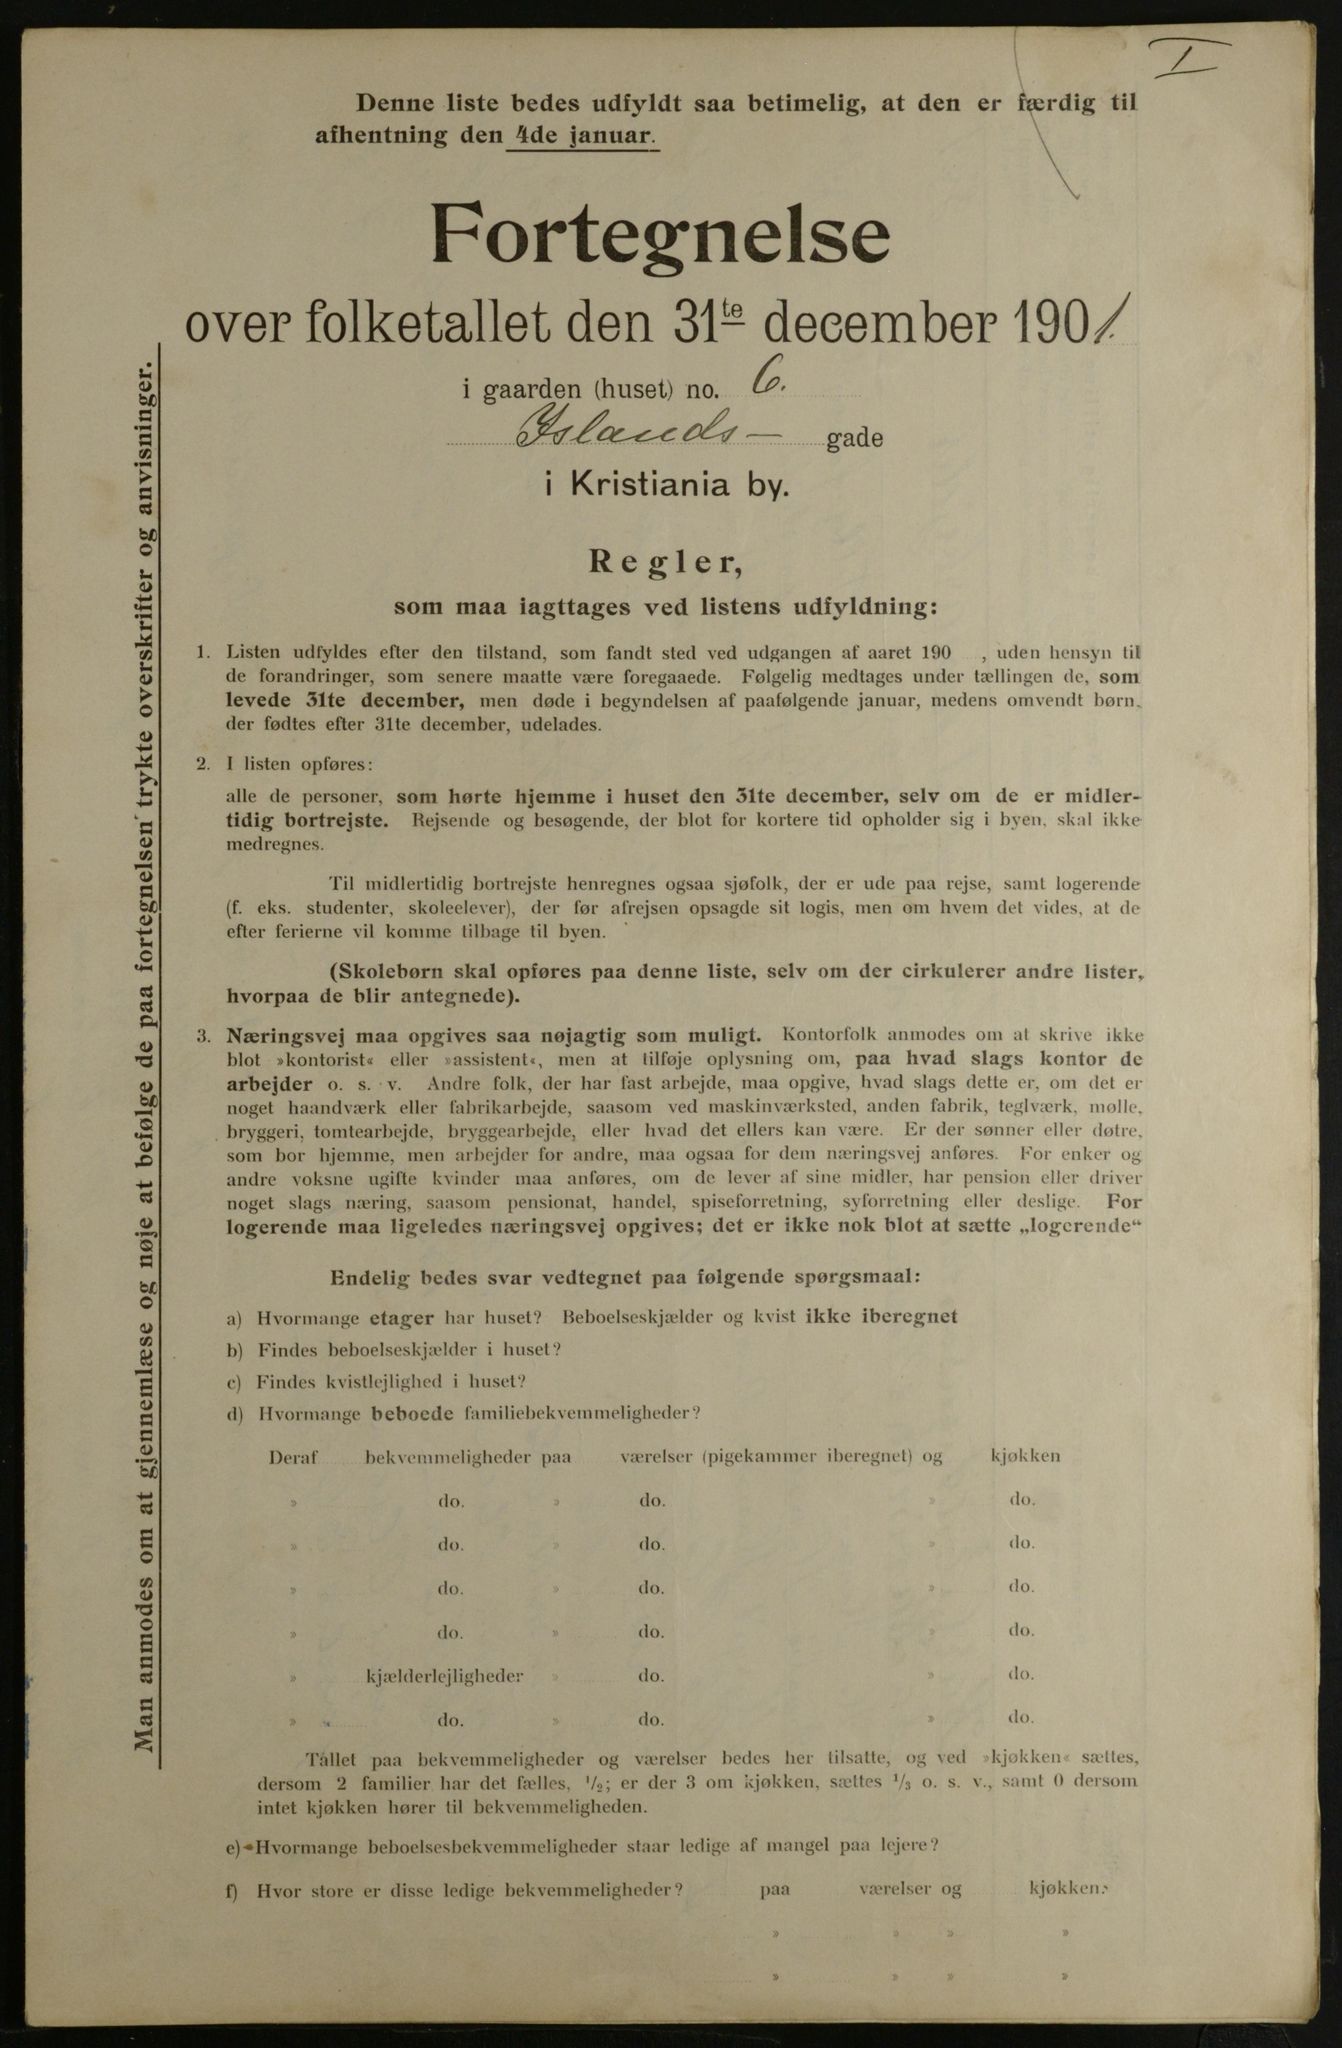 I
Denne liste bedes udfyldt saa betimelig, at den er færdig til
afhentning den 4de januar.
Fortegnelse
over folketallet den 31te december 1901.
i gaarden (huset) no. 6.
Islands- gade
i Kristiania by.
Regler,
som maa iagttages ved listens udfyldning:
1. Listen udfyldes efter den tilstand, som fandt sted ved udgangen af aaret 190 , uden hensyn til
de forandringer, som senere maatte være foregaaede. Følgelig medtages under tællingen de, som
levede 31te december, men døde i begyndelsen af paafølgende januar, medens omvendt børn,
der fødtes efter 31te december, udelades.
2. I listen opføres:
alle de personer, som hørte hjemme i huset den 31te december, selv om de er midler-
tidig bortrejste. Rejsende og besøgende, der blot for kortere tid opholder sig i byen, skal ikke
medregnes.
Til midlertidig bortrejste henregnes ogsaa sjøfolk, der er ude paa rejse, samt logerende
(f. eks. studenter, skoleelever), der før afrejsen opsagde sit logis, men om hvem det vides, at de
efter ferierne vil komme tilbage til byen.
(Skolebørn skal opføres paa denne liste, selv om der cirkulerer andre lister,
hvorpaa de blir antegnede).
3. Næringsvej maa opgives saa nøjagtig som muligt. Kontorfolk anmodes om at skrive ikke
blot »kontorist« eller »assistent«, men at tilføje oplysning om, paa hvad slags kontor de
arbejder o. s. v. Andre folk, der har fast arbejde, maa opgive, hvad slags dette er, om det er
noget haandværk eller fabrikarbejde, saasom ved maskinværksted, anden fabrik, teglværk, mølle,
bryggeri, tomtearbejde, bryggearbejde, eller hvad det ellers kan være. Er der sønner eller døtre,
som bor hjemme, men arbejder for andre, maa ogsaa for dem næringsvej anføres. For enker og
andre voksne ugifte kvinder maa anføres, om de lever af sine midler, har pension eller driver
noget slags næring, saasom pensionat, handel, spiseforretning, syforretning eller deslige. For
logerende maa ligeledes næringsvej opgives; det er ikke nok blot at sætte „logerende“
Endelig bedes svar vedtegnet paa følgende spørgsmaal:
a) Hvormange etager har huset? Beboelseskjælder og kvist ikke iberegnet
b) Findes beboelseskjælder i huset?
c) Findes kvistlejlighed i huset?
d) Hvormange beboede familiebekvemmeligheder?
Deraf bekvemmeligheder paa værelser (pigekammer iberegnet) og kjøkken
» do. » do. » do.
» do. » do. » do.
» do. » do. » do.
» do. » do. » do.
» kjælderlejligheder » do. » do.
» do. » do. » do.
Tallet paa bekvemmeligheder og værelser bedes her tilsatte, og ved »kjøkken« sættes,
dersom 2 familier har det fælles, 1/2; er der 3 om kjøkken, sættes 1/3 o. s. v., samt 0 dersom
intet kjøkken hører til bekvemmeligheden.
e) Hvormange beboelsesbekvemmeligheder staar ledige af mangel paa lejere?
f) Hvor store er disse ledige bekvemmeligheder? paa værelser og kjøkken?
» » » »
» » » »
Man anmodes om at gjennemlæse og nøje at befølge de paa fortegnelsen trykte overskrifter og anvisninger.